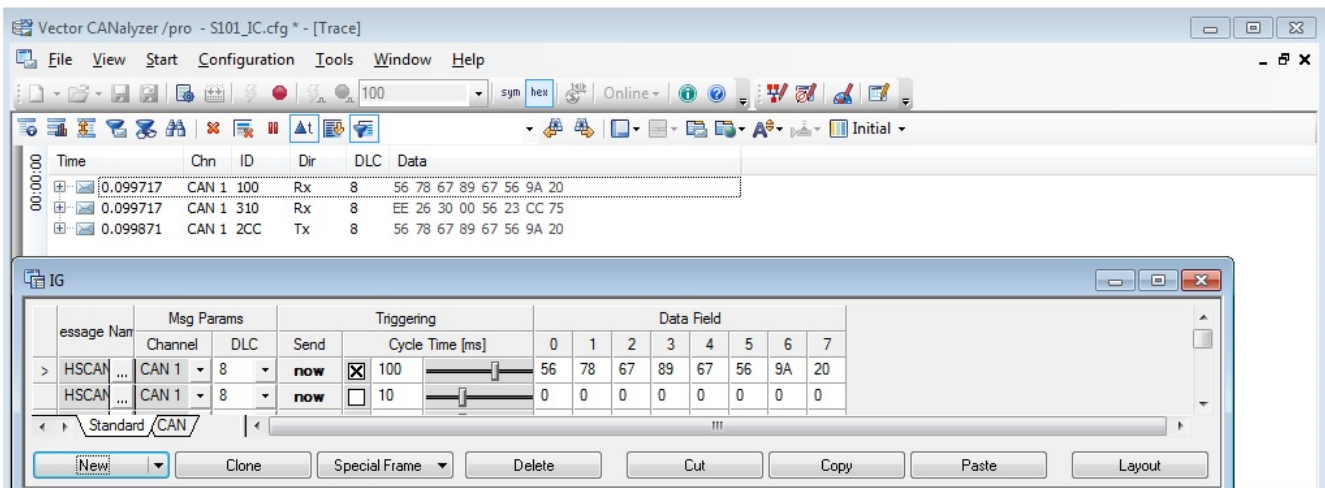 Vector CANalyzer /pro - S101_IC.cfg * - [Trace]
File View Start Configuration Tools Window Help
100 sym hex Online
Δt Initial
00:00:00
Time Chn ID Dir DLC Data
0.099717 CAN 1 100 Rx 8 56 78 67 89 67 56 9A 20
0.099717 CAN 1 310 Rx 8 EE 26 30 00 56 23 CC 75
0.099871 CAN 1 2CC Tx 8 56 78 67 89 67 56 9A 20
IG
essage Nam Msg Params Triggering Data Field
Channel DLC Send Cycle Time [ms] 0 1 2 3 4 5 6 7
> HSCAN ... CAN 1 8 now 100 56 78 67 89 67 56 9A 20
HSCAN ... CAN 1 8 now 10 0 0 0 0 0 0 0 0
Standard CAN
New Clone Special Frame Delete Cut Copy Paste Layout